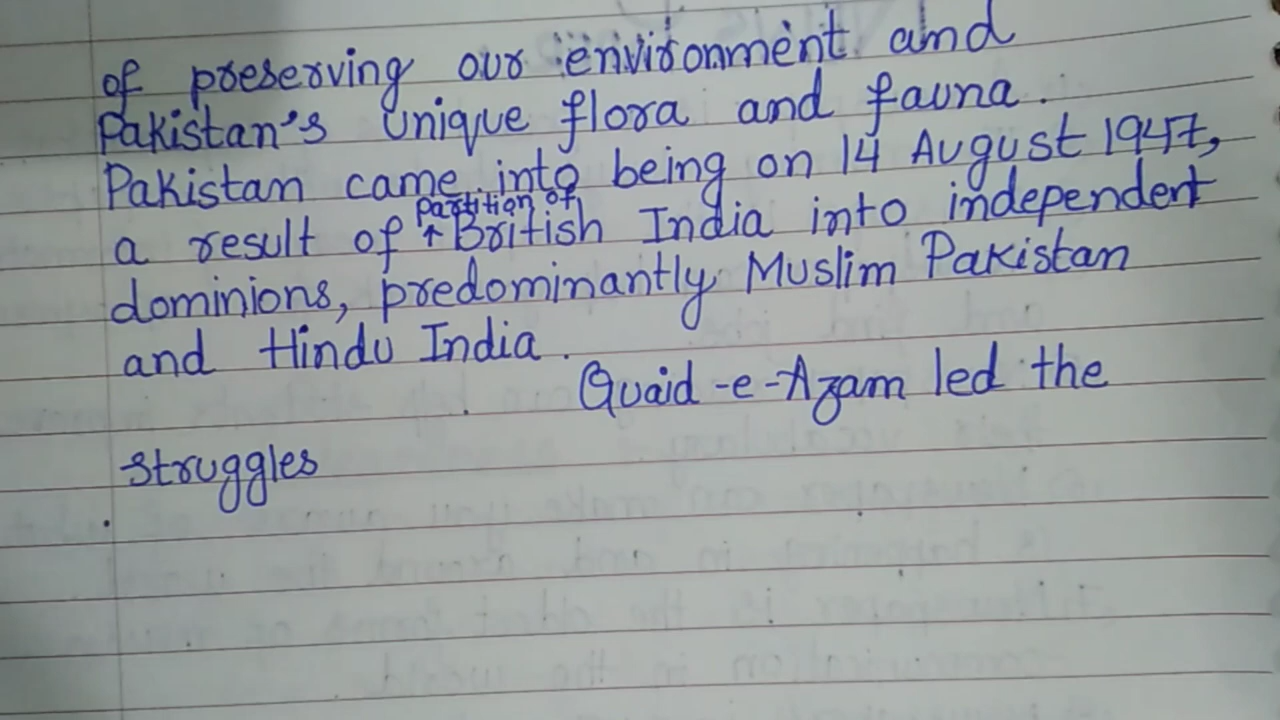 of preserving our environment and
Pakistan's unique flora and fauna.
Pakistan came into being on 14 August 1947,
a result of partition of British India into independent
dominions, predominantly Muslim Pakistan
and Hindu India.
Quaid-e-Azam led the
struggles